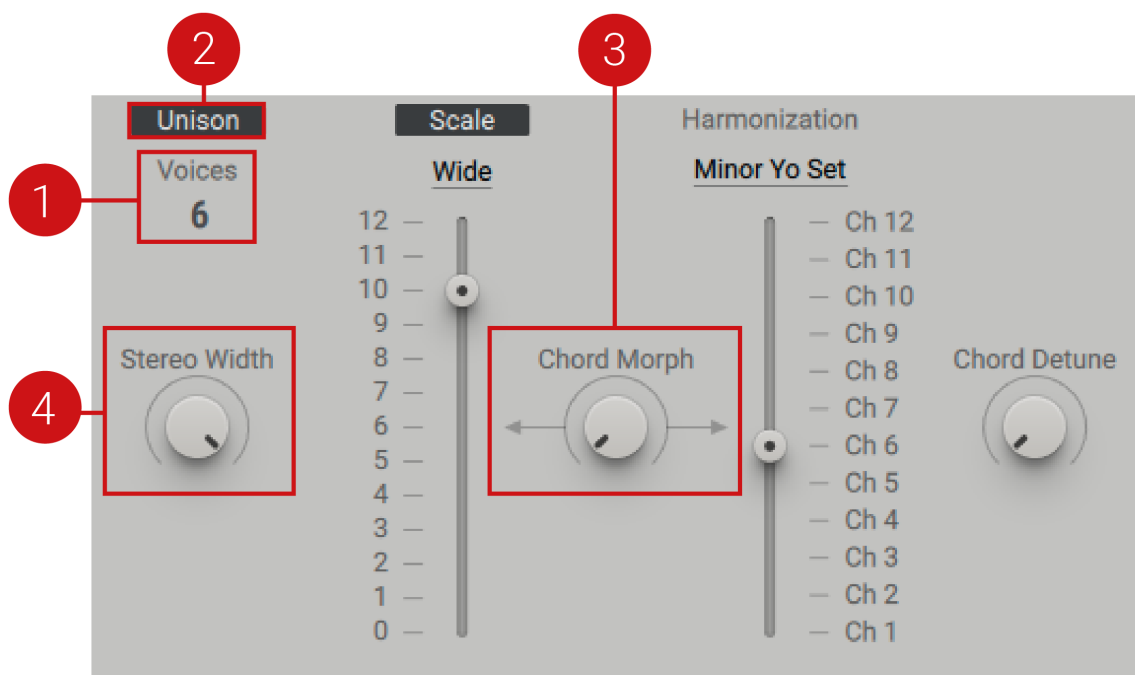 2
3
Unison
Scale
Harmonization
1
Voices
6
Wide
Minor Yo Set
12
11
10
9
8
7
6
5
4
3
2
1
0
Ch 12
Ch 11
Ch 10
Ch 9
Ch 8
Ch 7
Ch 6
Ch 5
Ch 4
Ch 3
Ch 2
Ch 1
4
Stereo Width
Chord Morph
Chord Detune